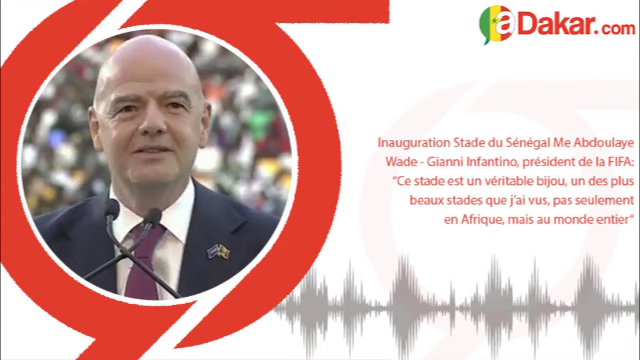 aDakar.com
Inauguration Stade du Sénégal Me Abdoulaye
Wade - Gianni Infantino, président de la FIFA:
“Ce stade est un véritable bijou, un des plus
beaux stades que j’ai vus, pas seulement
en Afrique, mais au monde entier“